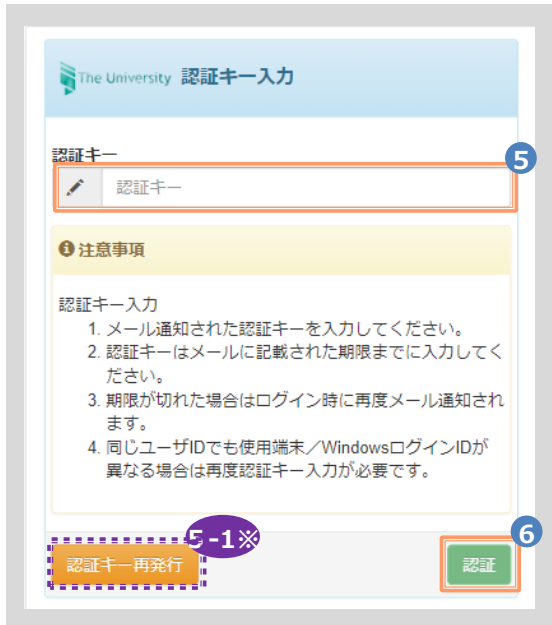 The University 認証キー入力
認証キー
5
認証キー
注意事項
認証キー入力
1. メール通知された認証キーを入力してください。
2. 認証キーはメールに記載された期限までに入力してく
ださい。
3. 期限が切れた場合はログイン時に再度メール通知され
ます。
4. 同じユーザIDでも使用端末／WindowsログインIDが
異なる場合は再度認証キー入力が必要です。
5-1※
6
認証キー再発行
認証